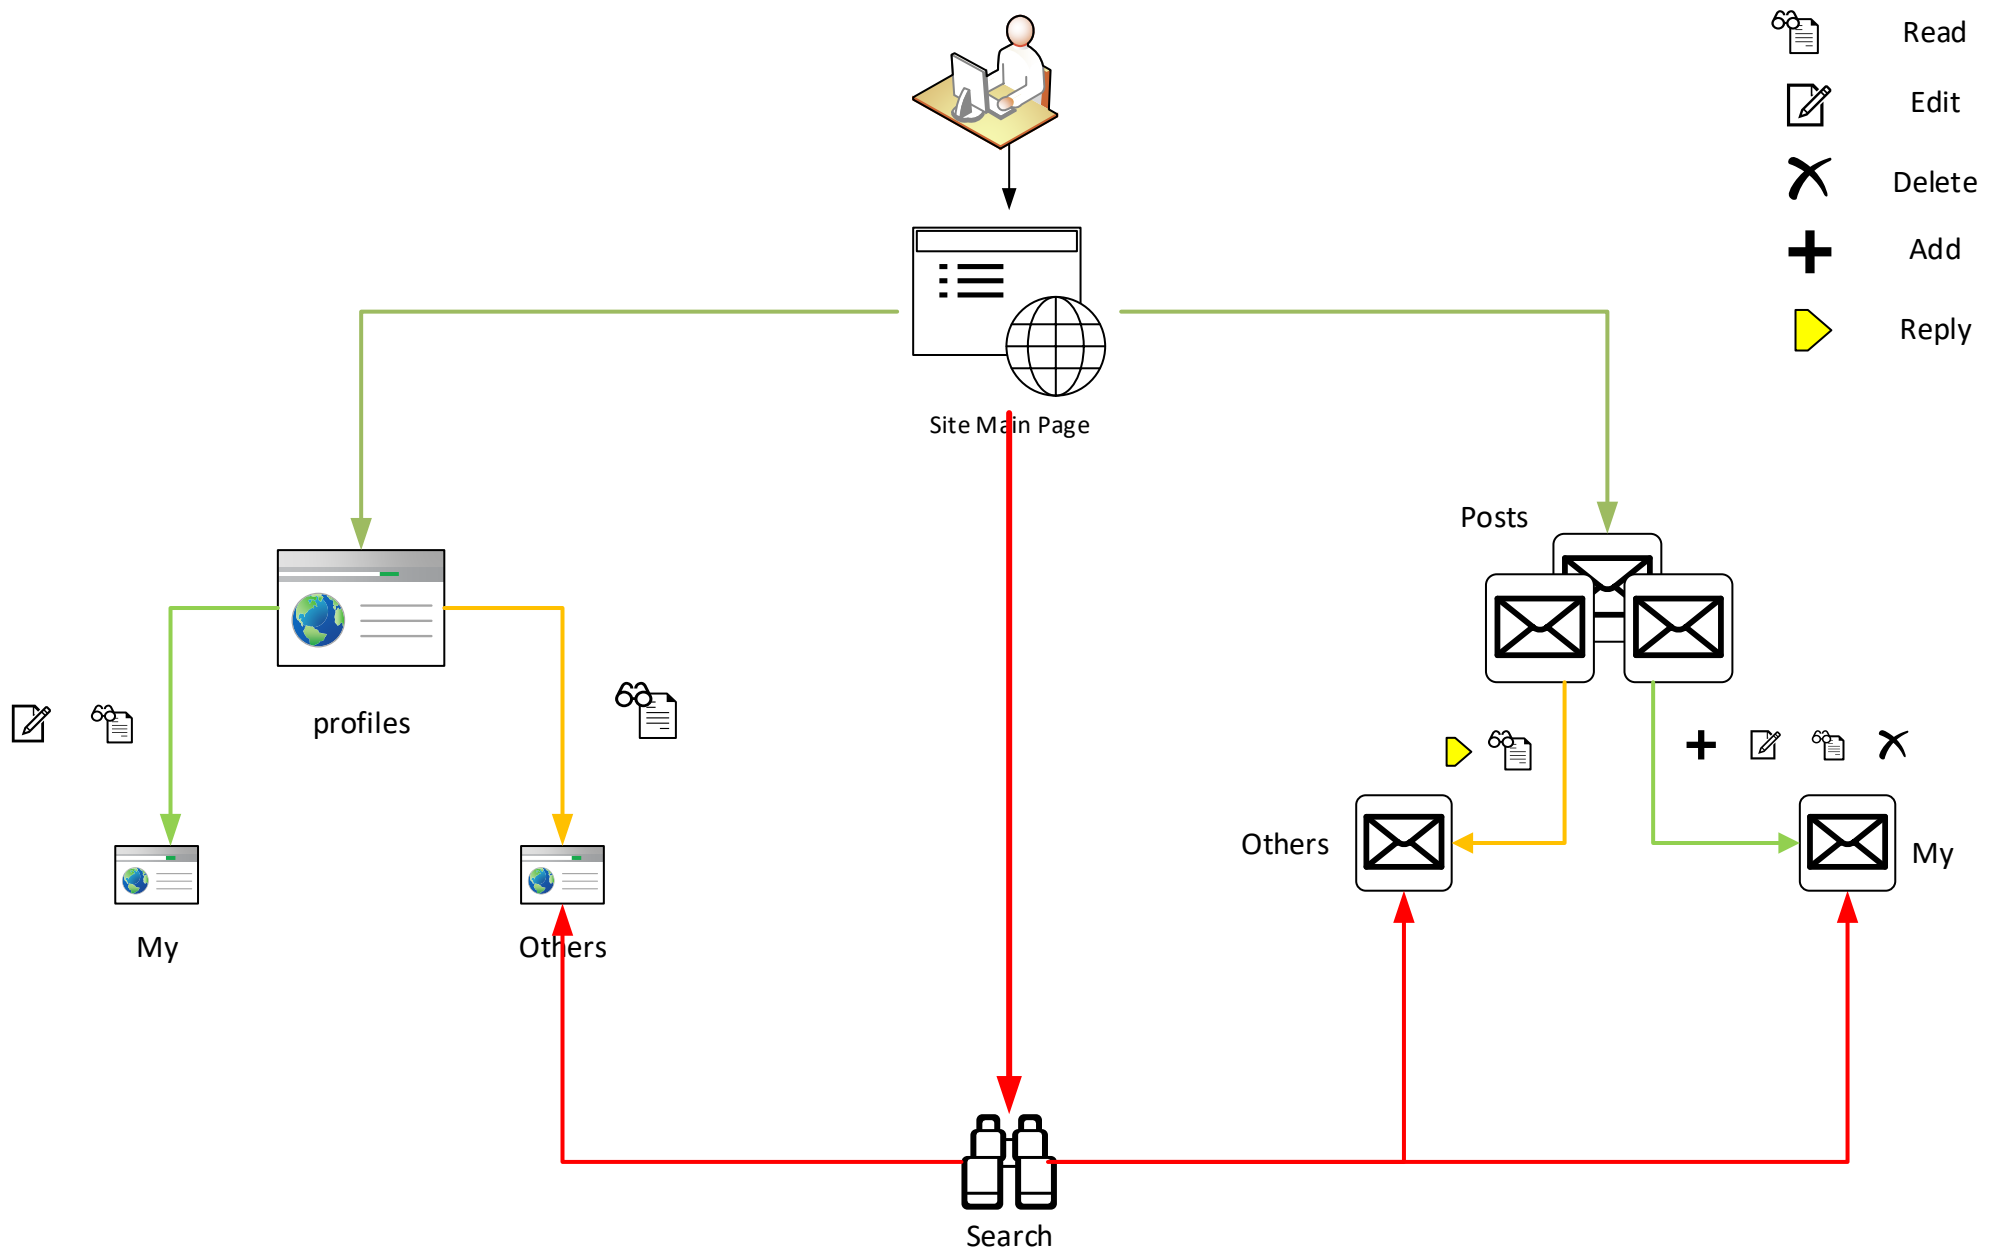 Read
Edit
Delete
Add
Reply
Site Main Page
Posts
profiles
Others
My
My
Others
Search